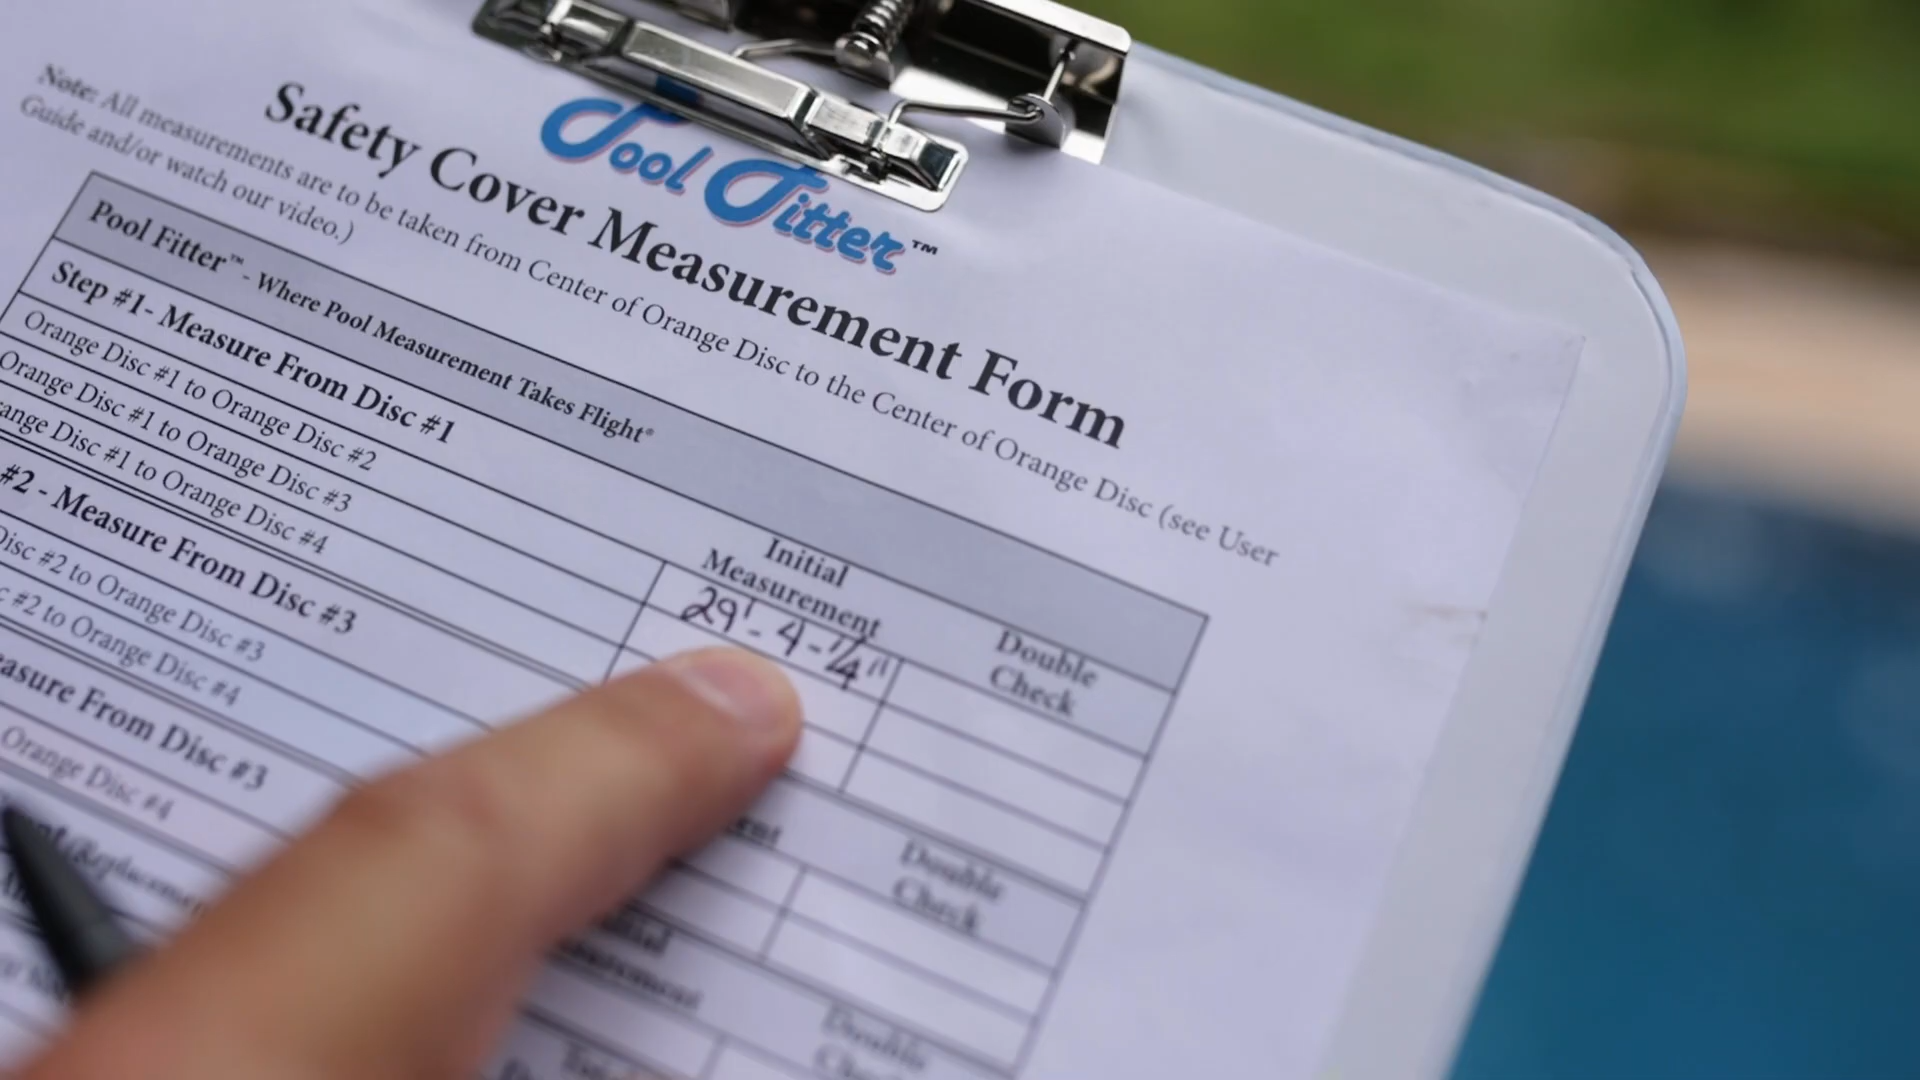 Pool Fitter™
Safety Cover Measurement Form
Note: All measurements are to be taken from Center of Orange Disc to the Center of Orange Disc (see User
Guide and/or watch our video.)
Pool Fitter™ - Where Pool Measurement Takes Flight®
Initial
Measurement
Double
Check
Step #1- Measure From Disc #1
Orange Disc #1 to Orange Disc #2
29' - 4 - 1/4"
Orange Disc #1 to Orange Disc #3
Orange Disc #1 to Orange Disc #4
#2 - Measure From Disc #3
Double
Check
Disc #2 to Orange Disc #3
#2 to Orange Disc #4
Measure From Disc #3
Orange Disc #4
Double